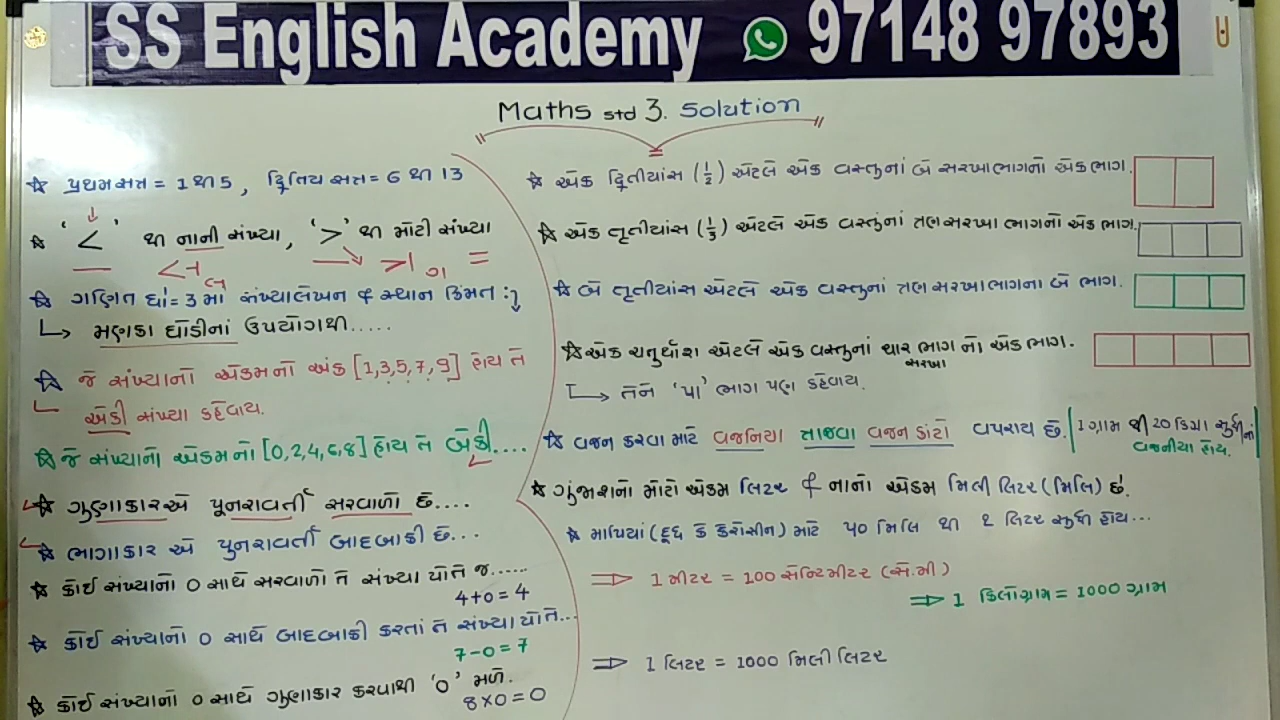 SS English Academy 97148 97893
Maths std 3. Solution
☆ પ્રથમસત્ર = 1 થી 5, દ્વિતિય સત્ર = 6 થી 13
☆ '<' થી નાની સંખ્યા, '>' થી મોટી સંખ્યા
=
☆ ગણિત ધો = 3 માં સંખ્યાલેખન & સ્થાન કિંમત :
↳ મણકા ઘોડીનાં ઉપયોગથી.....
☆ જે સંખ્યાનો એકમનો અંક [1,3,5,7,9] હોય તે
એકી સંખ્યા કહેવાય.
☆ જે સંખ્યાનો એકમનો [0,2,4,6,8] હોય તે બેકી....
☆ ગુણાકાર એ પૂનરાવર્તી સરવાળો છે....
☆ ભાગાકાર એ પુનરાવર્તી બાદબાકી છે...
☆ કોઈ સંખ્યાનો 0 સાથે સરવાળો તે સંખ્યા પોતે જ.....
4+0=4
☆ કોઈ સંખ્યાનો 0 સાથે બાદબાકી કરતાં તે સંખ્યા પોતે...
7-0=7
☆ કોઈ સંખ્યાનો 0 સાથે ગુણાકાર કરવાથી '0' મળે.
8×0=0
☆ એક દ્વિતીયાંસ (1/2) એટલે એક વસ્તુનાં બે સરખા ભાગનો એક ભાગ.
☆ એક તૃતીયાંસ (1/3) એટલે એક વસ્તુનાં ત્રણ સરખા ભાગનો એક ભાગ.
☆ બે તૃતીયાંસ એટલે એક વસ્તુનાં ત્રણ સરખા ભાગના બે ભાગ.
☆ એક ચતુર્થાંશ એટલે એક વસ્તુનાં ચાર ભાગ નો એક ભાગ.
સરખા
↳ તેને 'પા' ભાગ પણ કહેવાય.
☆ વજન કરવા માટે વજનિયા ત્રાજવા વજન કાંટો વપરાય છે. 1 ગ્રામ થી 20 કિગ્રા સુધીનાં
વજનીયા હોય.
☆ ગુંજાશનો મોટો એકમ લિટર & નાનો એકમ મિલી લિટર (મિલિ) છે.
☆ માપિયાં (દૂધ કે કેરોસીન) માટે ૫૦ મિલિ થી ૨ લિટર સુધી હોય...
⇒ 1 મીટર = 100 સેન્ટિમીટર (સે.મી)
⇒ 1 કિલોગ્રામ = 1000 ગ્રામ
⇒ 1 લિટર = 1000 મિલી લિટર